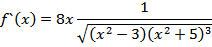 f`(x) = 8x 1/√((x² − 3)(x² + 5)³)